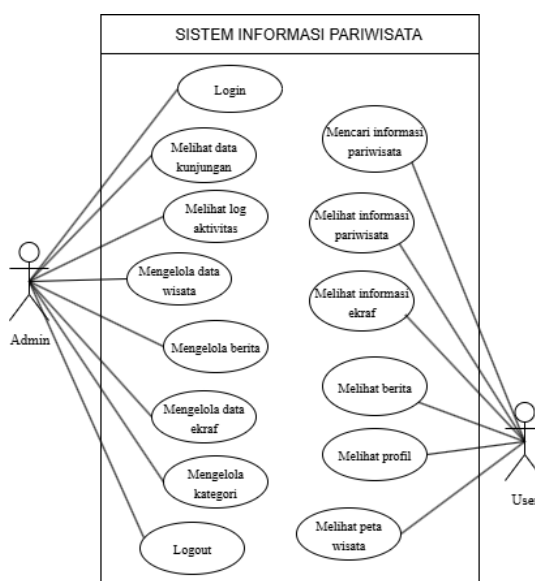 SISTEM INFORMASI PARIWISATA
Login
Melihat data
kunjungan
Melihat log
aktivitas
Mengelola data
wisata
Mengelola berita
Mengelola data
ekraf
Mengelola
kategori
Logout
Admin
Mencari informasi
pariwisata
Melihat informasi
pariwisata
Melihat informasi
ekraf
Melihat berita
Melihat profil
Melihat peta
wisata
User